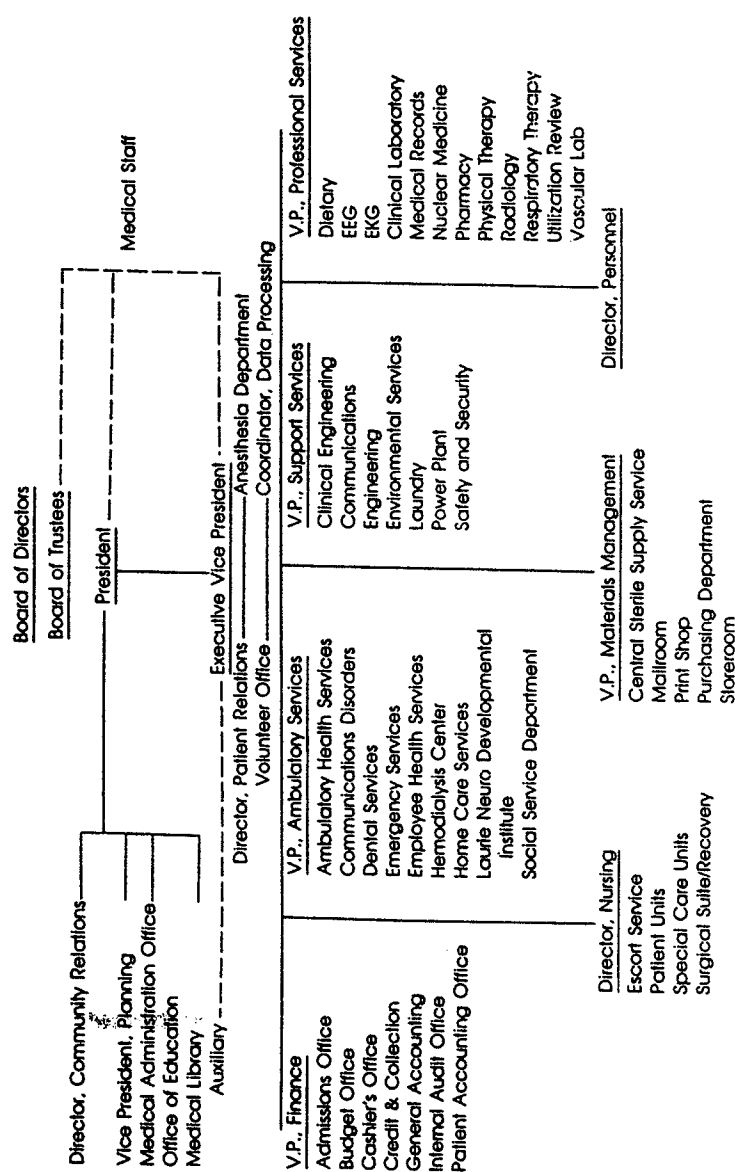 Board of Directors
Board of Trustees
President
Medical Staff
Director, Community Relations
Vice President, Planning
Medical Administration Office
Office of Education
Medical Library
Auxiliary
Executive Vice President
Director, Patient Relations
Anesthesia Department
Volunteer Office
Coordinator, Data Processing
V.P., Finance
Admissions Office
Budget Office
Cashier's Office
Credit & Collection
General Accounting
Internal Audit Office
Patient Accounting Office
V.P., Ambulatory Services
Ambulatory Health Services
Communications Disorders
Dental Services
Emergency Services
Employee Health Services
Hemodialysis Center
Home Care Services
Laurie Neuro Developmental
Institute
Social Service Department
V.P., Support Services
Clinical Engineering
Communications
Engineering
Environmental Services
Laundry
Power Plant
Safety and Security
V.P., Professional Services
Dietary
EEG
EKG
Clinical Laboratory
Medical Records
Nuclear Medicine
Pharmacy
Physical Therapy
Radiology
Respiratory Therapy
Utilization Review
Vascular Lab
Director, Nursing
Escort Service
Patient Units
Special Care Units
Surgical Suite/Recovery
V.P., Materials Management
Central Sterile Supply Service
Mailroom
Print Shop
Purchasing Department
Storeroom
Director, Personnel